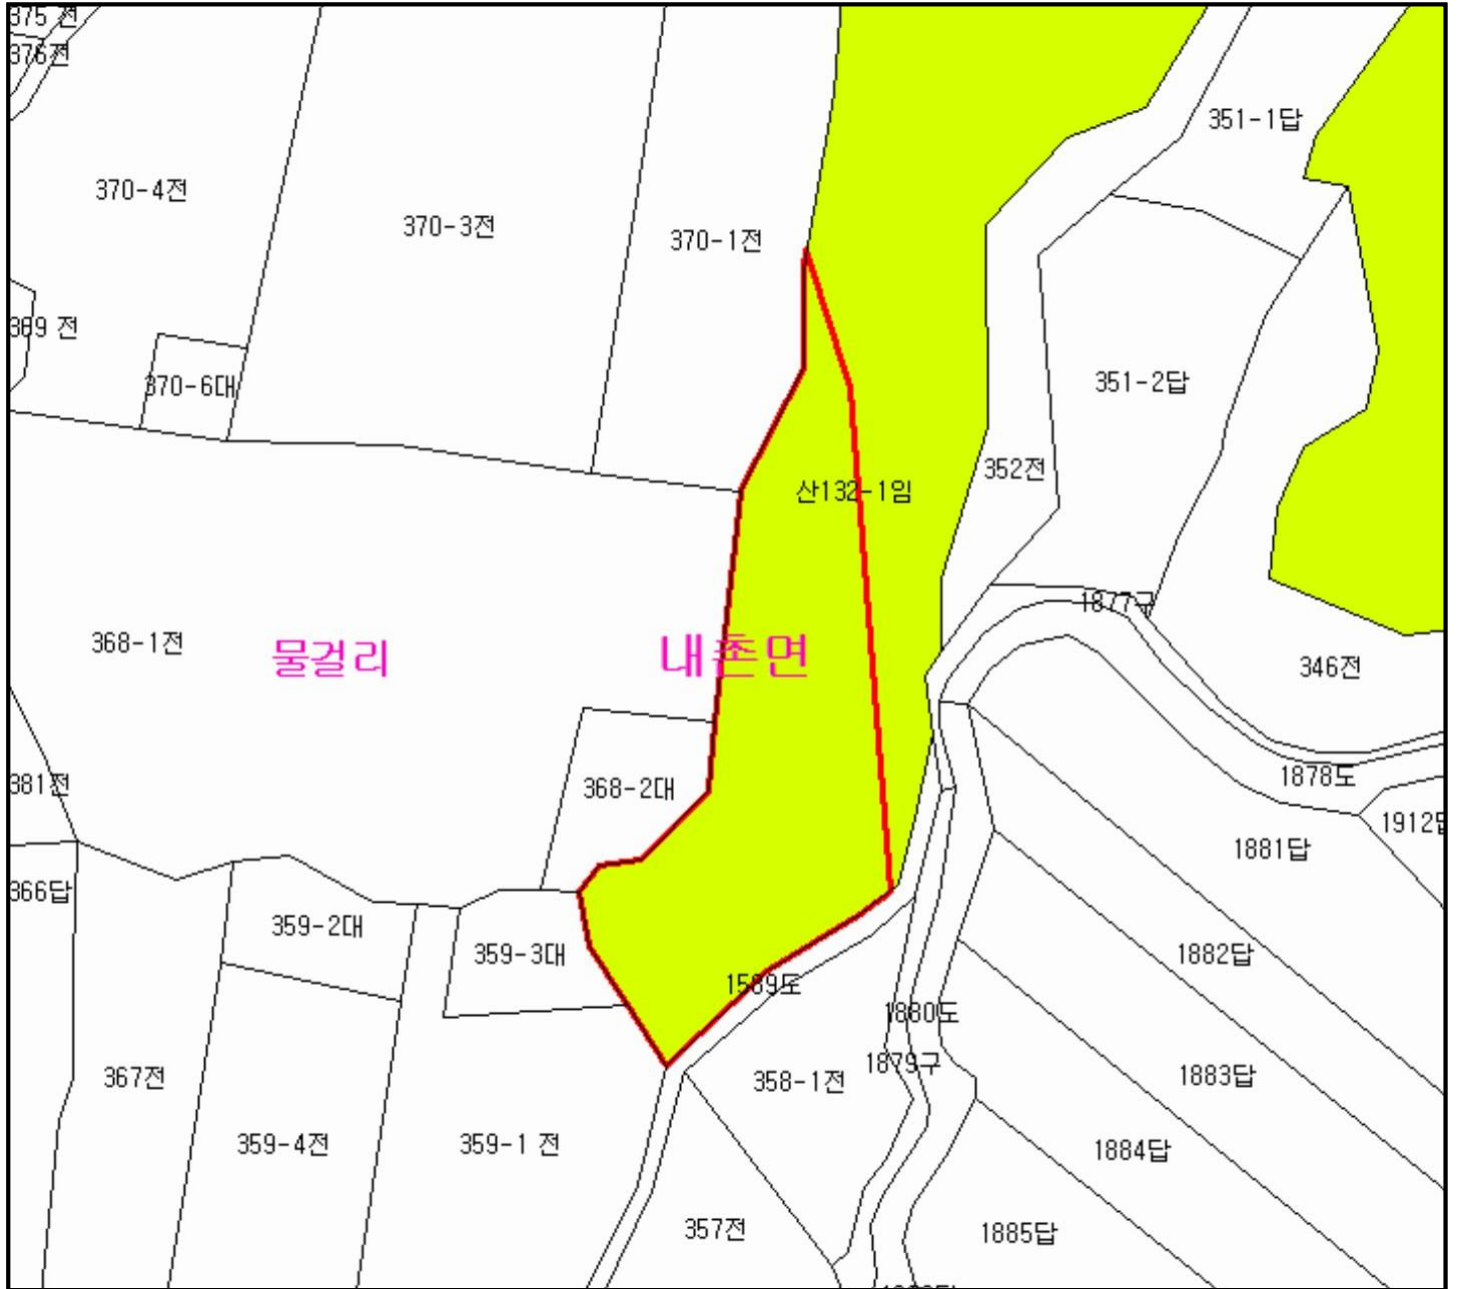 375 전
376전
351-1답
370-4전
370-3전
370-1전
369 전
370-6대
351-2답
352전
산132-1임
1877구
368-1전
물걸리
내촌면
346전
381전
368-2대
1878도
1912답
1881답
366답
359-2대
359-3대
1882답
1589도
1880도
1879구
367전
358-1전
1883답
359-4전
359-1 전
1884답
357전
1885답